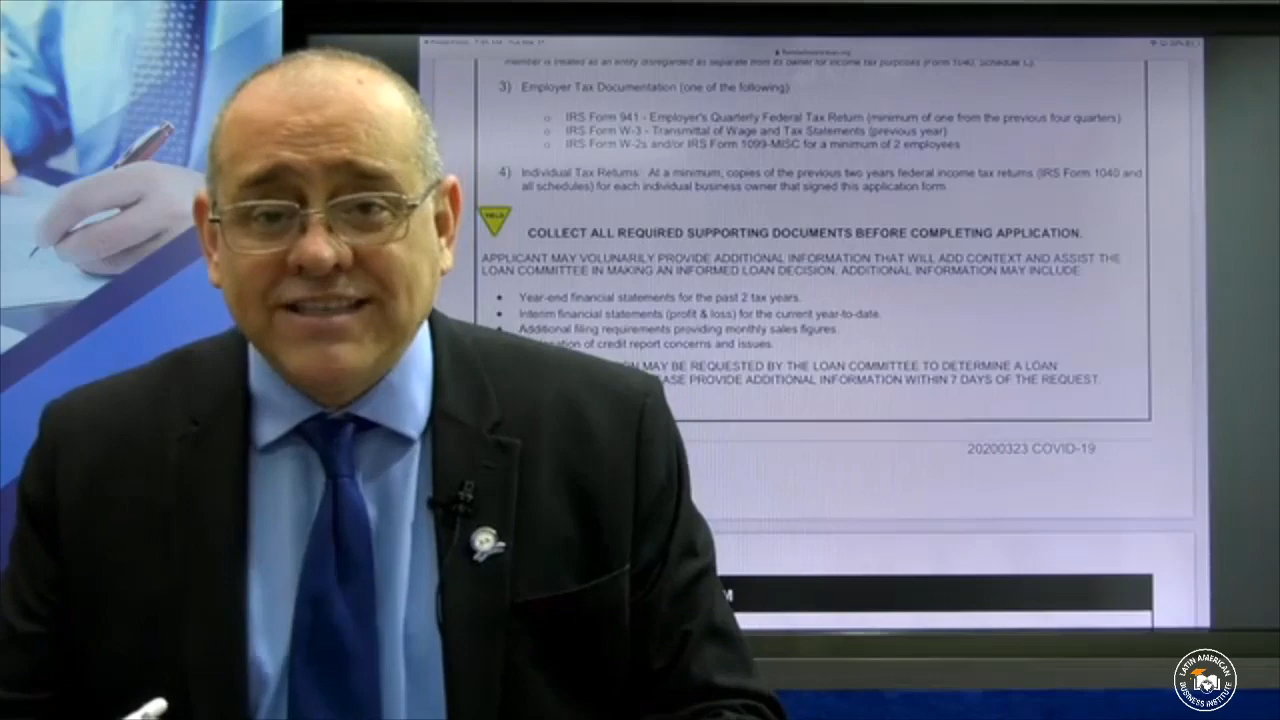 member is treated as an entity disregarded as separate from its owner for income tax purposes (Form 1040, Schedule C).
3) Employer Tax Documentation (one of the following)
o IRS Form 941 - Employer's Quarterly Federal Tax Return (minimum of one from the previous four quarters)
o IRS Form W-3 - Transmittal of Wage and Tax Statements (previous year)
o IRS Form W-2s and/or IRS Form 1099-MISC for a minimum of 2 employees
4) Individual Tax Returns: At a minimum, copies of the previous two years federal income tax returns (IRS Form 1040 and
all schedules) for each individual business owner that signed this application form
COLLECT ALL REQUIRED SUPPORTING DOCUMENTS BEFORE COMPLETING APPLICATION.
APPLICANT MAY VOLUNARILY PROVIDE ADDITIONAL INFORMATION THAT WILL ADD CONTEXT AND ASSIST THE
LOAN COMMITTEE IN MAKING AN INFORMED LOAN DECISION. ADDITIONAL INFORMATION MAY INCLUDE
• Year-end financial statements for the past 2 tax years.
• Interim financial statements (profit & loss) for the current year-to-date.
• Additional filing requirements providing monthly sales figures.
of credit report concerns and issues.
MAY BE REQUESTED BY THE LOAN COMMITTEE TO DETERMINE A LOAN
PROVIDE ADDITIONAL INFORMATION WITHIN 7 DAYS OF THE REQUEST.
20200323 COVID-19
M
LATIN AMERICAN
BUSINESS INSTITUTE